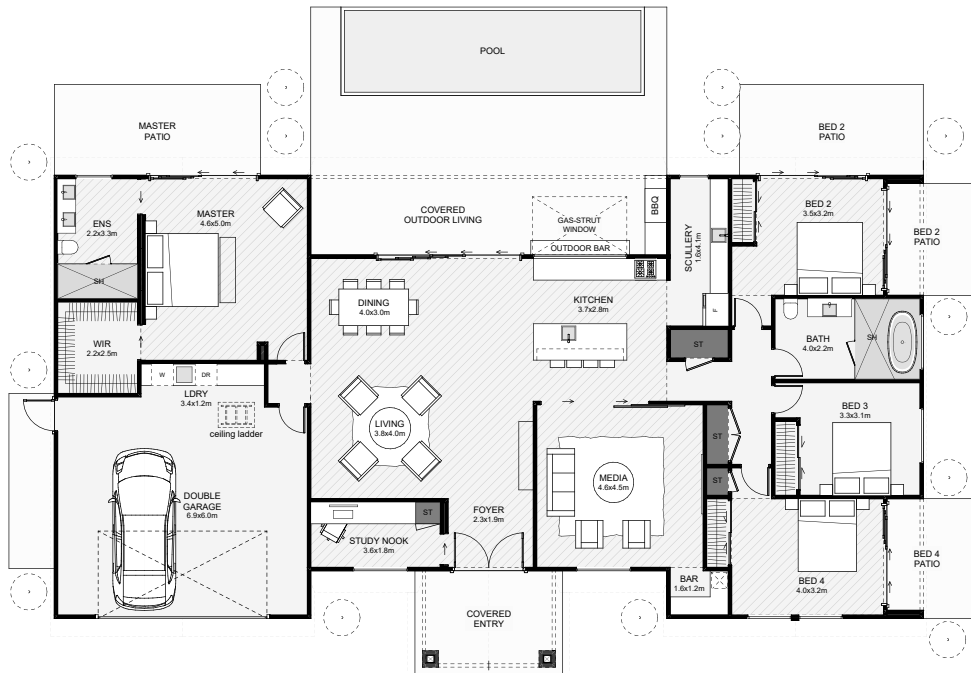 POOL
MASTER
PATIO
BED 2
PATIO
ENS
2.2x3.3m
MASTER
4.6x5.0m
COVERED
OUTDOOR LIVING
GAS-STRUT
WINDOW
OUTDOOR BAR
BBQ
SCULLERY
1.6x4.1m
BED 2
3.5x3.2m
BED 2
PATIO
SH
DINING
4.0x3.0m
KITCHEN
3.7x2.8m
F
WIR
2.2x2.5m
ST
BATH
4.0x2.2m
SH
W
DR
LDRY
3.4x1.2m
ceiling ladder
LIVING
3.8x4.0m
BED 3
3.3x3.1m
ST
MEDIA
4.6x4.5m
ST
DOUBLE
GARAGE
6.9x6.0m
ST
FOYER
2.3x1.9m
STUDY NOOK
3.6x1.8m
BAR
1.6x1.2m
BED 4
4.0x3.2m
BED 4
PATIO
COVERED
ENTRY